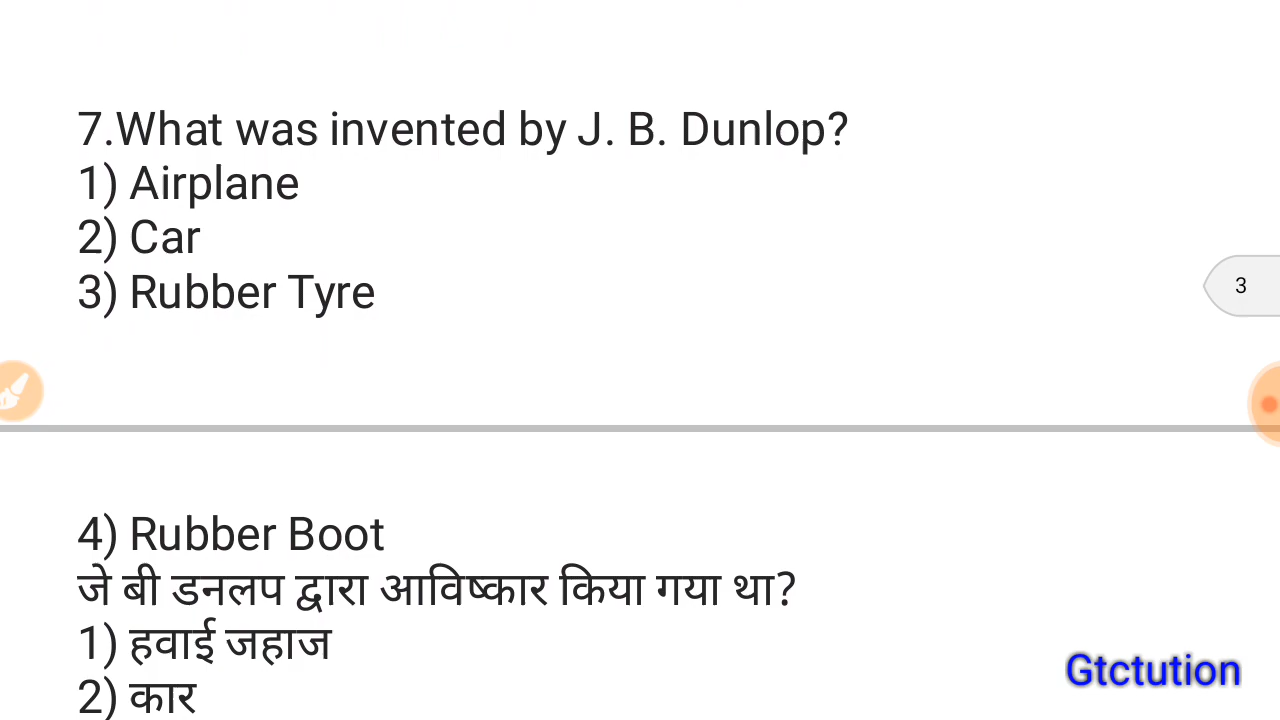 7.What was invented by J. B. Dunlop?
1) Airplane
2) Car
3) Rubber Tyre
3
4) Rubber Boot
जे बी डनलप द्वारा आविष्कार किया गया था?
1) हवाई जहाज
2) कार
Gtctution